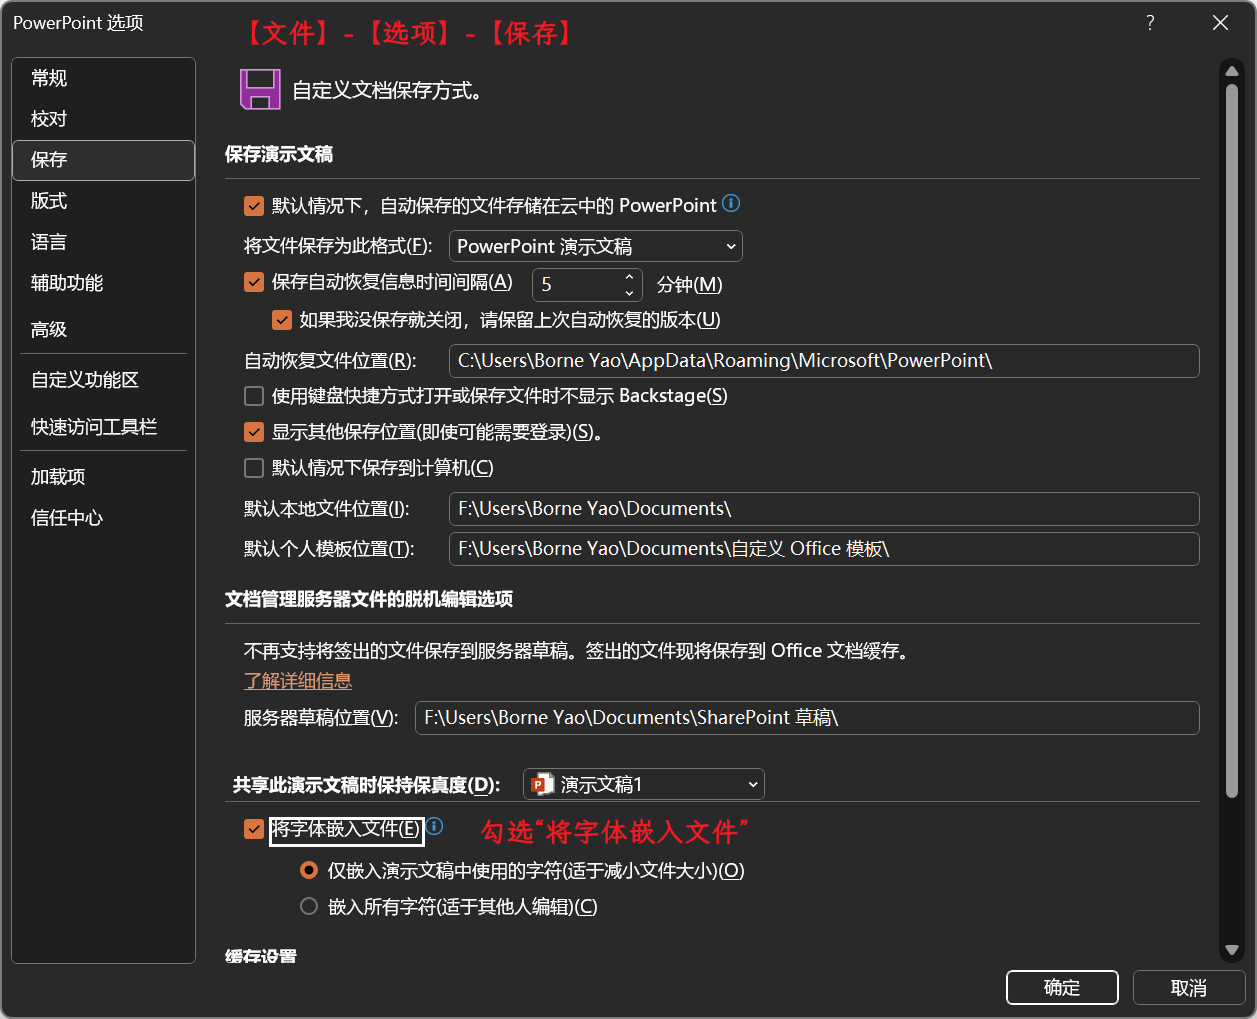 PowerPoint 选项
【文件】-【选项】-【保存】
?
常规
校对
保存
版式
语言
辅助功能
高级
自定义功能区
快速访问工具栏
加载项
信任中心
自定义文档保存方式。
保存演示文稿
默认情况下，自动保存的文件存储在云中的 PowerPoint
将文件保存为此格式(F): PowerPoint 演示文稿
保存自动恢复信息时间间隔(A) 5 分钟(M)
如果我没保存就关闭，请保留上次自动恢复的版本(U)
自动恢复文件位置(R): C:\Users\Borne Yao\AppData\Roaming\Microsoft\PowerPoint\
使用键盘快捷方式打开或保存文件时不显示 Backstage(S)
显示其他保存位置(即使可能需要登录)(S)。
默认情况下保存到计算机(C)
默认本地文件位置(I): F:\Users\Borne Yao\Documents\
默认个人模板位置(T): F:\Users\Borne Yao\Documents\自定义 Office 模板\
文档管理服务器文件的脱机编辑选项
不再支持将签出的文件保存到服务器草稿。签出的文件现将保存到 Office 文档缓存。
了解详细信息
服务器草稿位置(V): F:\Users\Borne Yao\Documents\SharePoint 草稿\
共享此演示文稿时保持保真度(D): 演示文稿1
将字体嵌入文件(E) 勾选“将字体嵌入文件”
仅嵌入演示文稿中使用的字符(适于减小文件大小)(O)
嵌入所有字符(适于其他人编辑)(C)
缓存设置
确定 取消